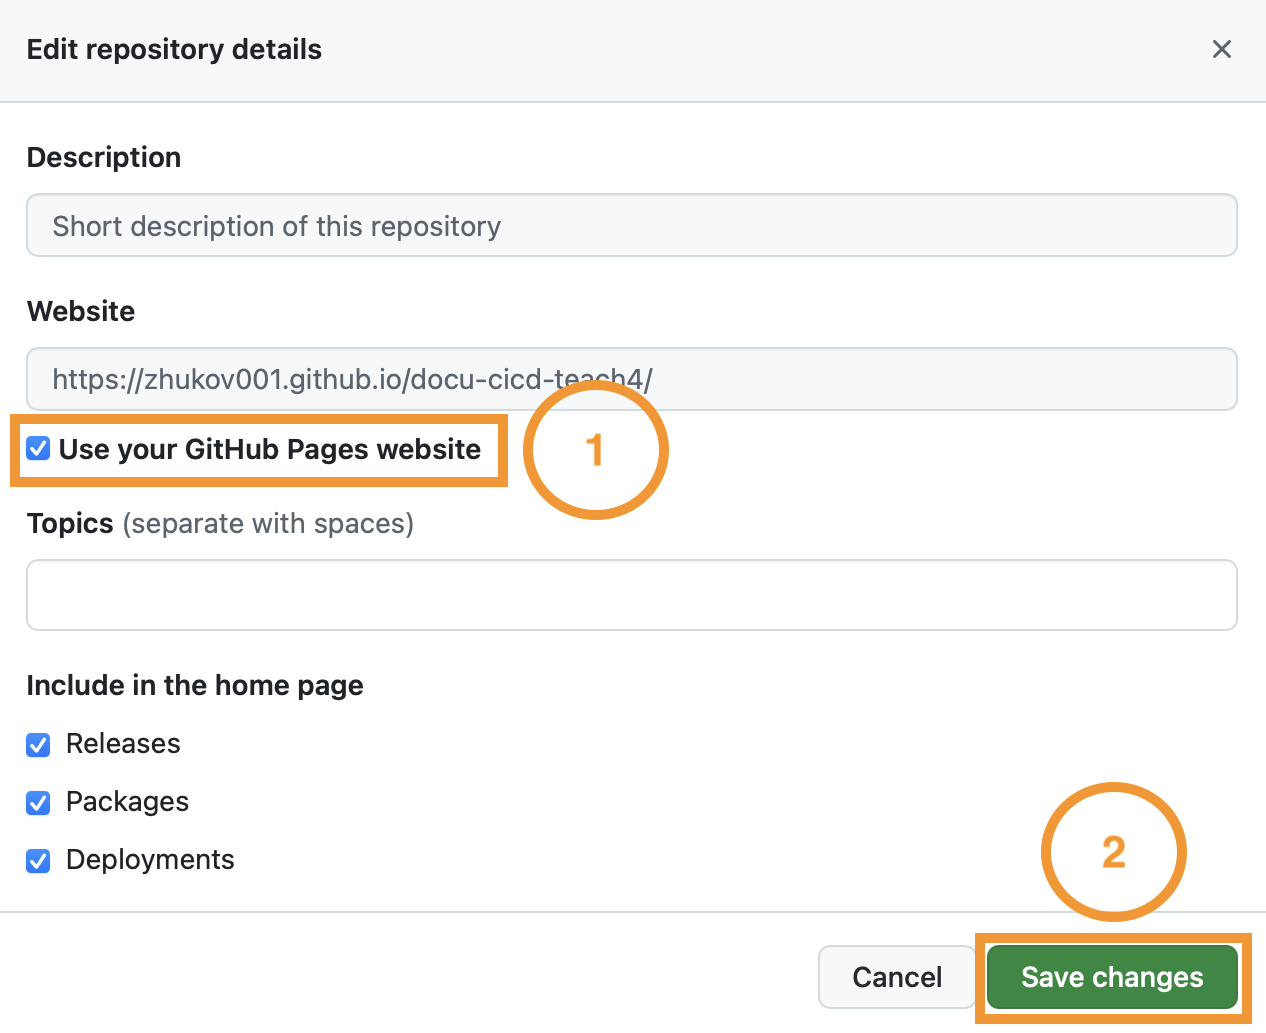 Edit repository details
Description
Short description of this repository
Website
https://zhukov001.github.io/docu-cicd-teach4/
Use your GitHub Pages website
1
Topics (separate with spaces)
Include in the home page
Releases
Packages
Deployments
2
Cancel
Save changes